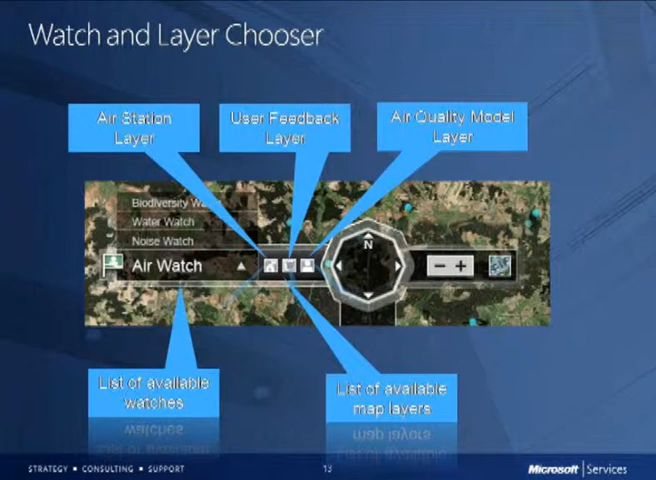 Watch and Layer Chooser
Air Station
Layer
User Feedback
Layer
Air Quality Model
Layer
Biodiversity
Water Watch
Noise Watch
Air Watch
N
List of available
watches
List of available
map layers
STRATEGY ▪ CONSULTING ▪ SUPPORT
13
Microsoft | Services